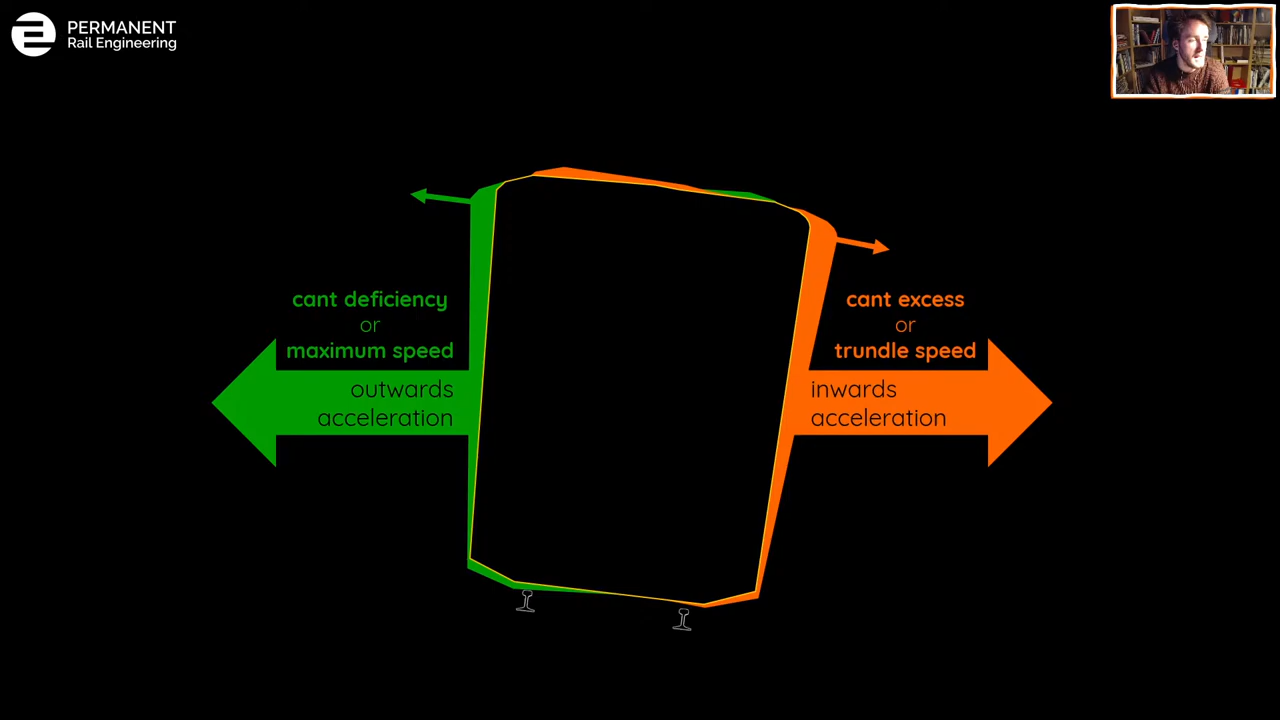 PERMANENT
Rail Engineering
cant deficiency
or
maximum speed
outwards
acceleration
cant excess
or
trundle speed
inwards
acceleration